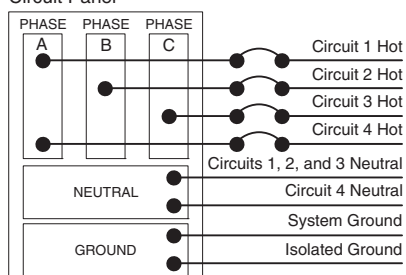 Circuit Panel
PHASE PHASE PHASE
A B C
Circuit 1 Hot
Circuit 2 Hot
Circuit 3 Hot
Circuit 4 Hot
Circuits 1, 2, and 3 Neutral
NEUTRAL
Circuit 4 Neutral
System Ground
GROUND
Isolated Ground